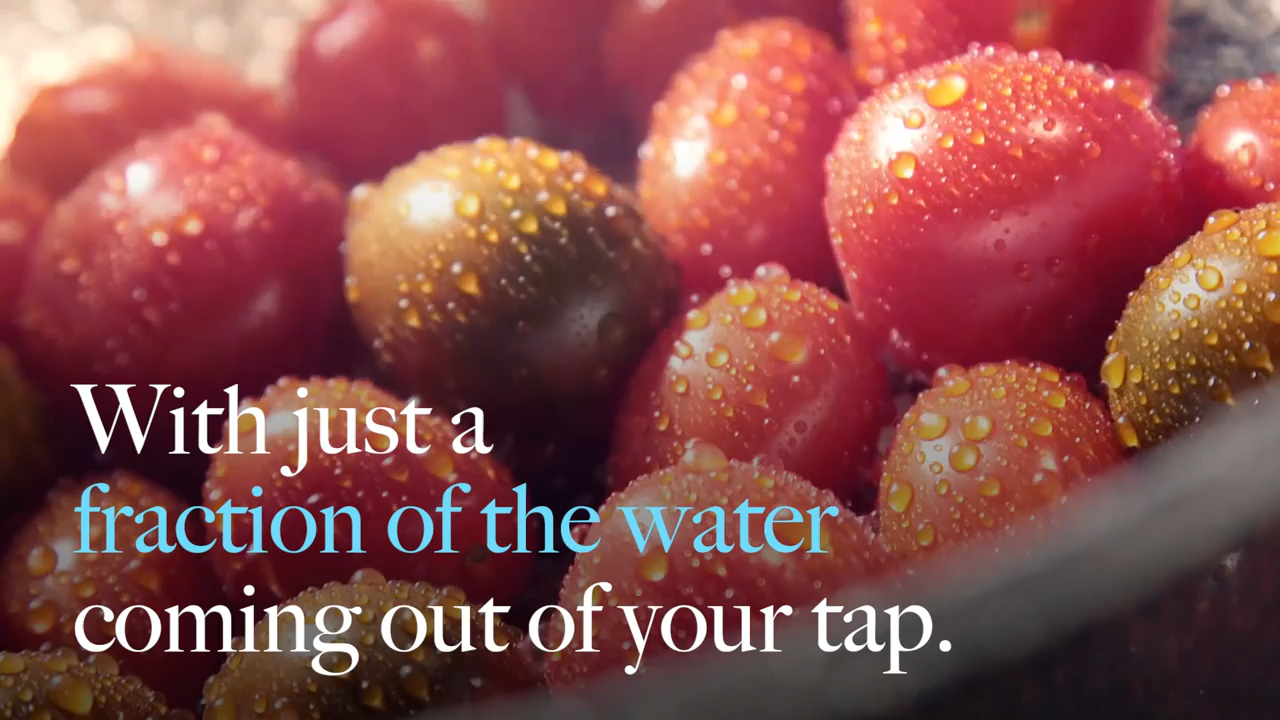 With just a
fraction of the water
coming out of your tap.